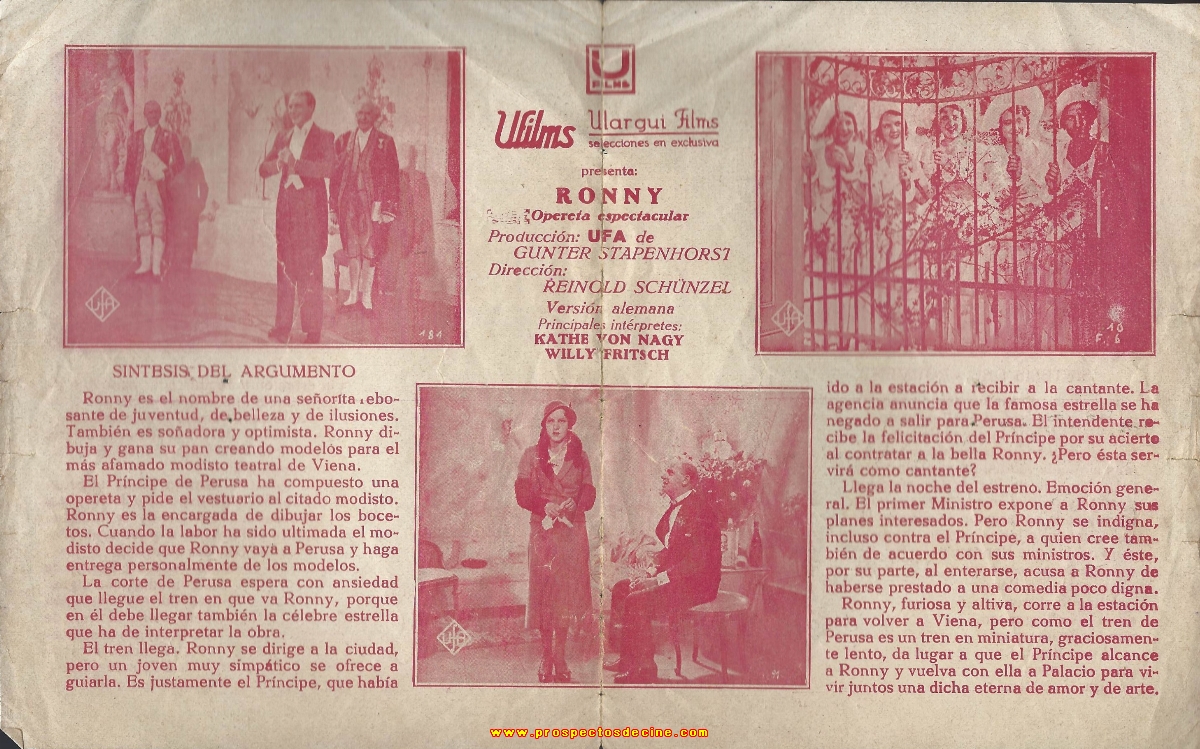 U
FILMS
Ufilms Ulargui Films
selecciones en exclusiva
presenta:
RONNY
Opereta espectacular
Producción: UFA de
GUNTER STAPENHORST
Dirección:
REINOLD SCHÜNZEL
Versión alemana
Principales intérpretes:
KATHE VON NAGY
WILLY FRITSCH
UFA
181
UFA
10
F. 6
SINTESIS DEL ARGUMENTO
Ronny es el nombre de una señorita rebo-
sante de juventud, de belleza y de ilusiones.
También es soñadora y optimista. Ronny di-
buja y gana su pan creando modelos para el
más afamado modisto teatral de Viena.
El Príncipe de Perusa ha compuesto una
opereta y pide el vestuario al citado modisto.
Ronny es la encargada de dibujar los boce-
tos. Cuando la labor ha sido ultimada el mo-
disto decide que Ronny vaya a Perusa y haga
entrega personalmente de los modelos.
La corte de Perusa espera con ansiedad
que llegue el tren en que va Ronny, porque
en él debe llegar también la célebre estrella
que ha de interpretar la obra.
El tren llega. Ronny se dirige a la ciudad,
pero un joven muy simpático se ofrece a
guiarla. Es justamente el Príncipe, que había
UFA
ido a la estación a recibir a la cantante. La
agencia anuncia que la famosa estrella se ha
negado a salir para Perusa. El intendente re-
cibe la felicitación del Príncipe por su acierto
al contratar a la bella Ronny. ¿Pero ésta ser-
virá como cantante?
Llega la noche del estreno. Emoción gene-
ral. El primer Ministro expone a Ronny sus
planes interesados. Pero Ronny se indigna,
incluso contra el Príncipe, a quien cree tam-
bién de acuerdo con sus ministros. Y éste,
por su parte, al enterarse, acusa a Ronny de
haberse prestado a una comedia poco digna.
Ronny, furiosa y altiva, corre a la estación
para volver a Viena, pero como el tren de
Perusa es un tren en miniatura, graciosamen-
te lento, da lugar a que el Príncipe alcance
a Ronny y vuelva con ella a Palacio para vi-
vir juntos una dicha eterna de amor y de arte.
www.prospectosdecine.com